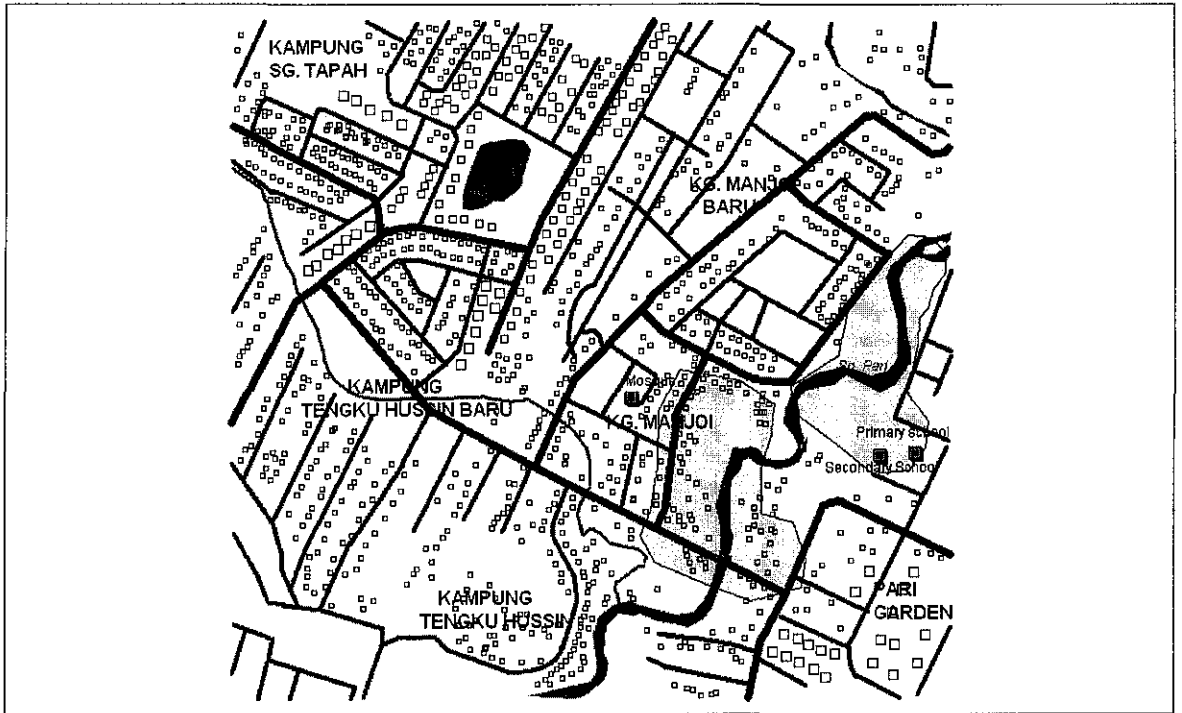 KAMPUNG
SG. TAPAH
KG. MANJOI
BARU
Sg. Pari
KAMPUNG
TENGKU HUSSIN BARU
Mosque
KG. MANJOI
Primary school
Secondary School
KAMPUNG
TENGKU HUSSIN
PARI
GARDEN